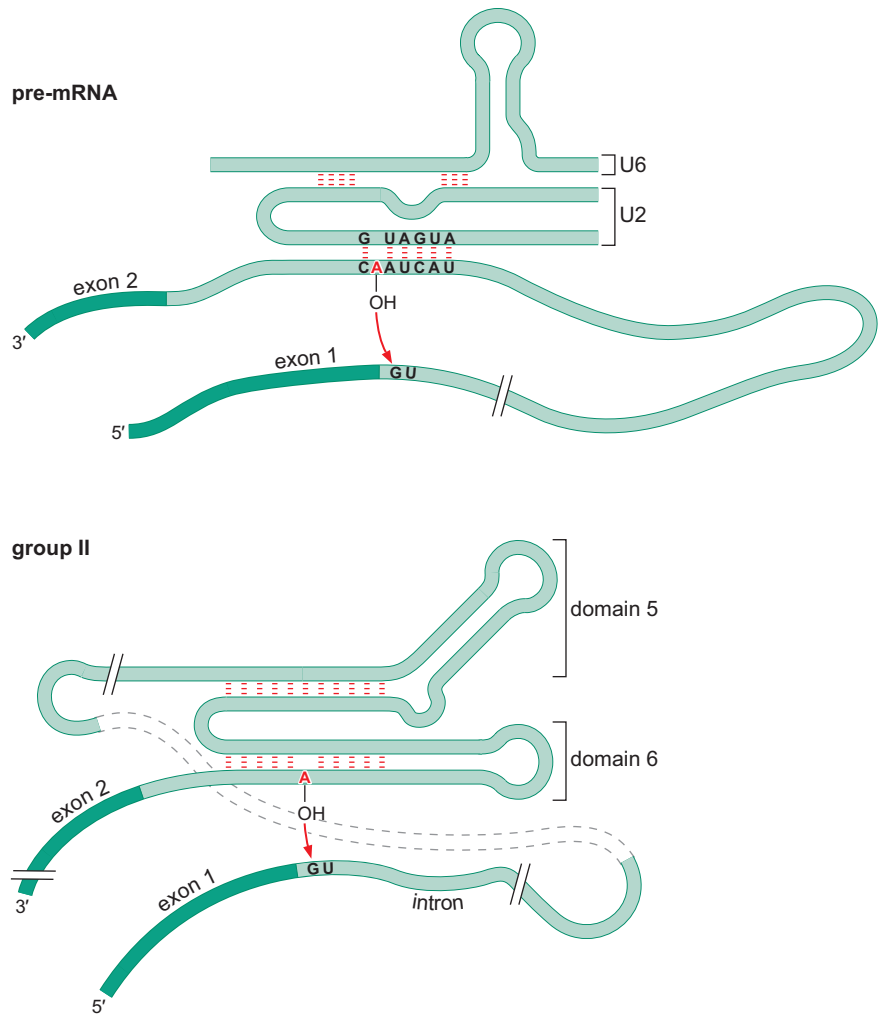 pre-mRNA
U6
U2
G UAGUA
CAAUCAU
exon 2
OH
3′
exon 1
GU
5′
group II
domain 5
domain 6
A
exon 2
OH
GU
exon 1
intron
3′
5′